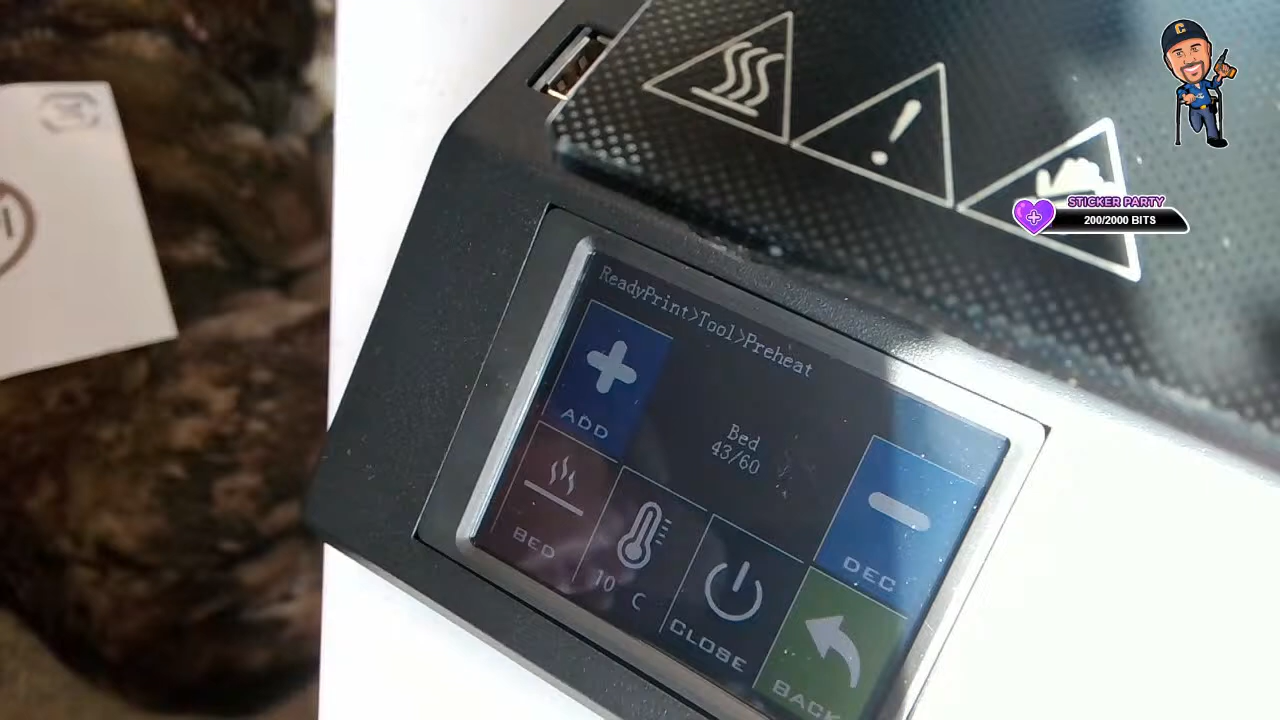 C
STICKER PARTY
200/2000 BITS
ReadyPrint>Tool>Preheat
ADD
Bed
43/60
DEC
BED
10 C
CLOSE
BACK